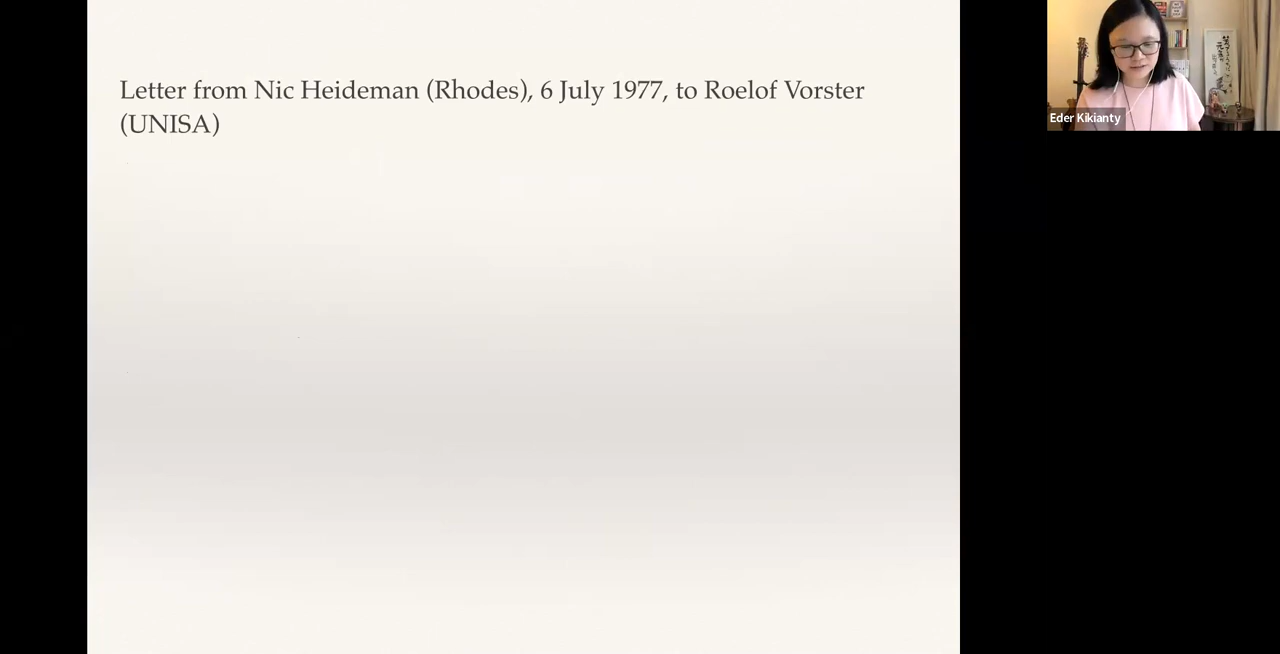 Letter from Nic Heideman (Rhodes), 6 July 1977, to Roelof Vorster
(UNISA)
Eder Kikianty